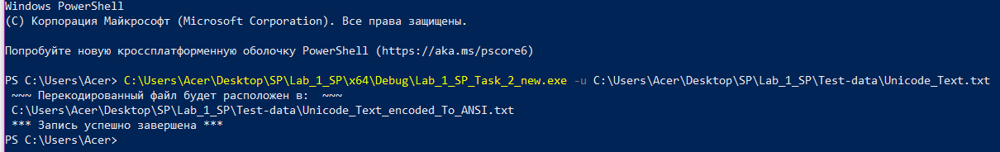 Windows PowerShell
(C) Корпорация Майкрософт (Microsoft Corporation). Все права защищены.
Попробуйте новую кроссплатформенную оболочку PowerShell (https://aka.ms/pscore6)
PS C:\Users\Acer> C:\Users\Acer\Desktop\SP\Lab_1_SP\x64\Debug\Lab_1_SP_Task_2_new.exe -u C:\Users\Acer\Desktop\SP\Lab_1_SP\Test-data\Unicode_Text.txt
~~~ Перекодированный файл будет расположен в:  ~~~
C:\Users\Acer\Desktop\SP\Lab_1_SP\Test-data\Unicode_Text_encoded_To_ANSI.txt
*** Запись успешно завершена ***
PS C:\Users\Acer>